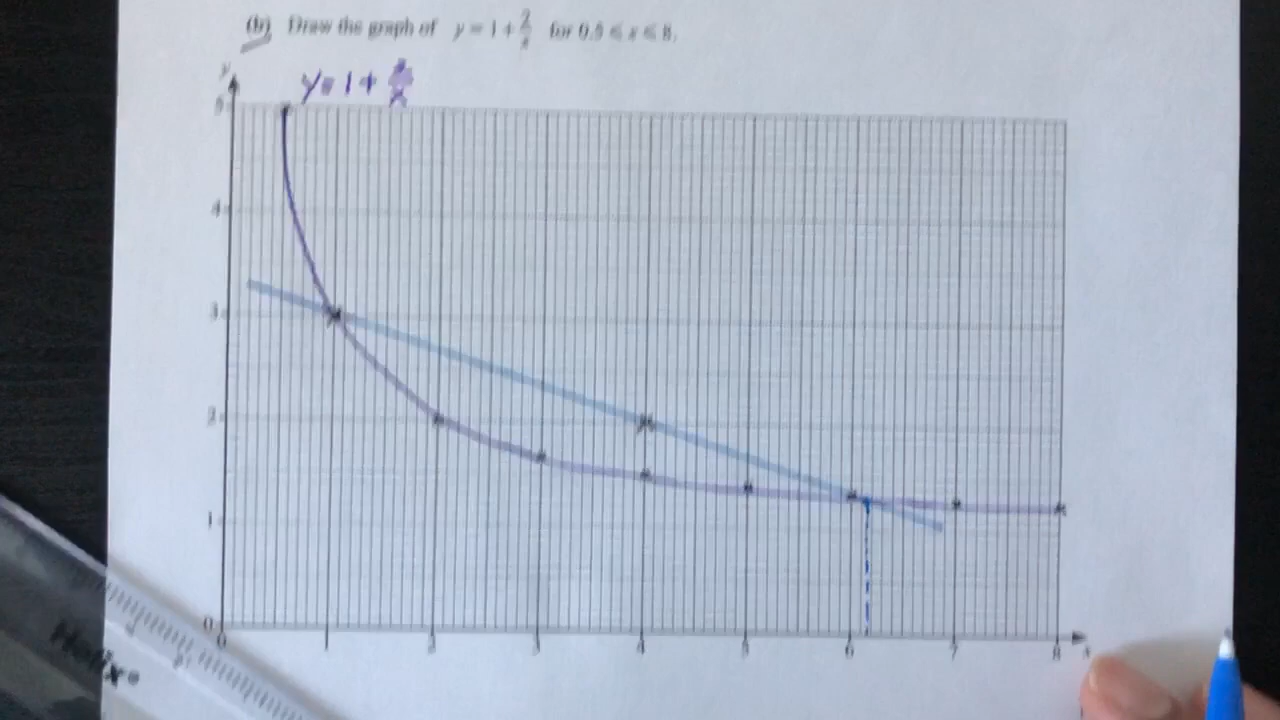 (b) Draw the graph of y = 1 + 2/x for 0.5 ≤ x ≤ 8.
y
y = 1 + 2/x
5
4
3
2
1
0
0 2 3 4 5 6 7 8 x
Helix